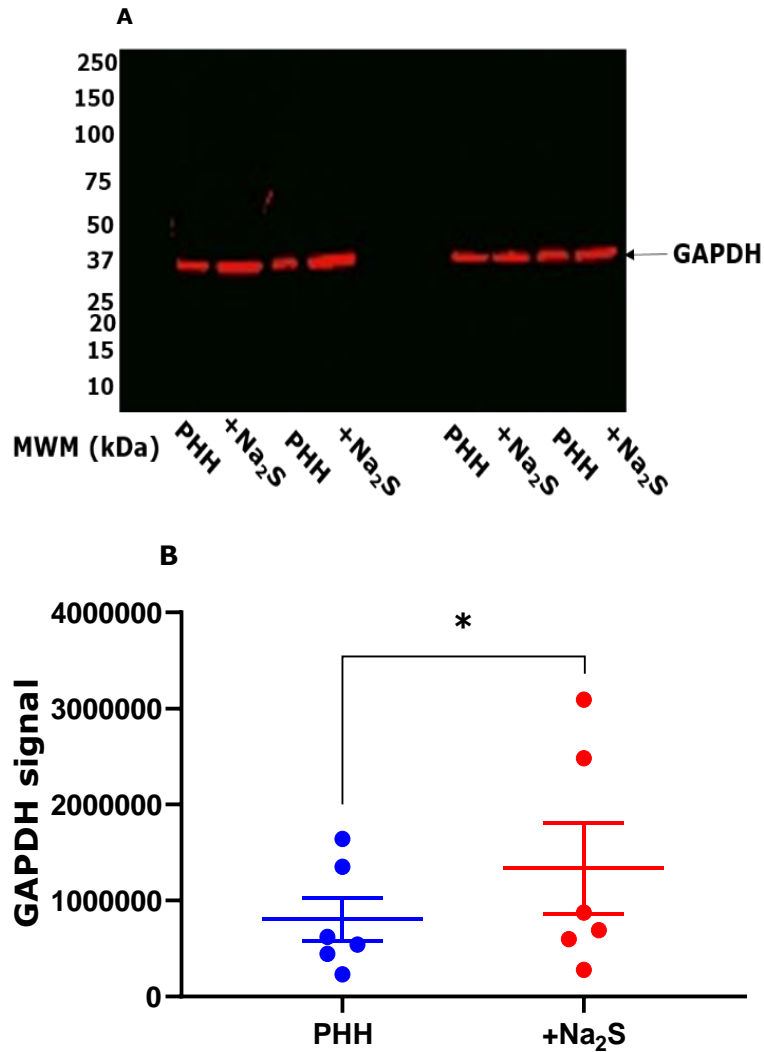 A
250
150
100
75
50
37
25
20
15
10
GAPDH
MWM (kDa)
PHH
+Na₂S
PHH
+Na₂S
PHH
+Na₂S
PHH
+Na₂S
B
*
GAPDH signal
4000000
3000000
2000000
1000000
0
PHH
+Na₂S